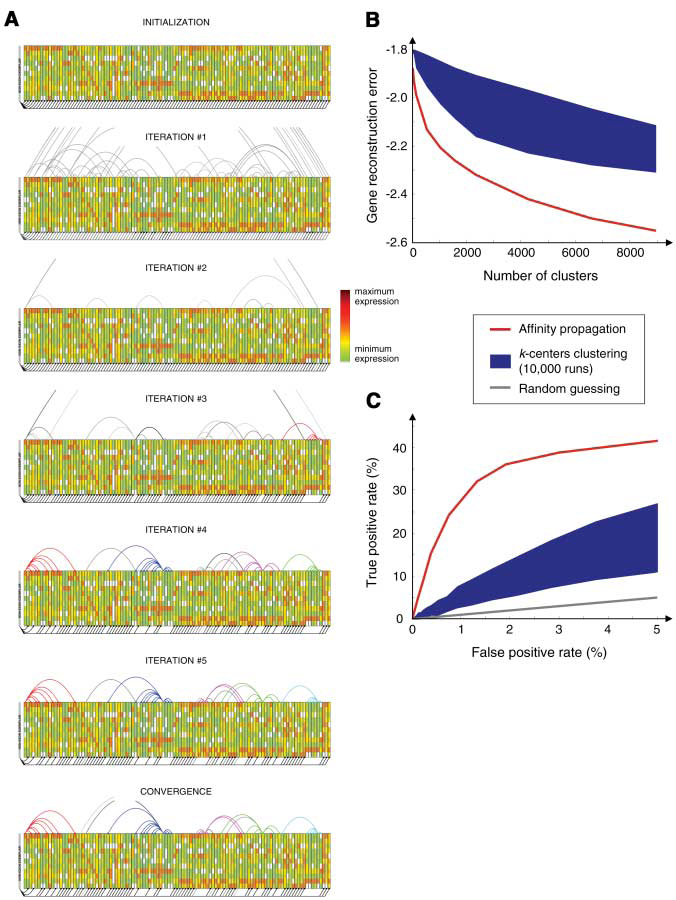 A
INITIALIZATION
ITERATION #1
ITERATION #2
maximum
expression
minimum
expression
ITERATION #3
ITERATION #4
ITERATION #5
CONVERGENCE
B
Gene reconstruction error
-1.8
-2.0
-2.2
-2.4
-2.6
0 2000 4000 6000 8000
Number of clusters
Affinity propagation
k-centers clustering
(10,000 runs)
Random guessing
C
True positive rate (%)
40
30
20
10
0
0 1 2 3 4 5
False positive rate (%)